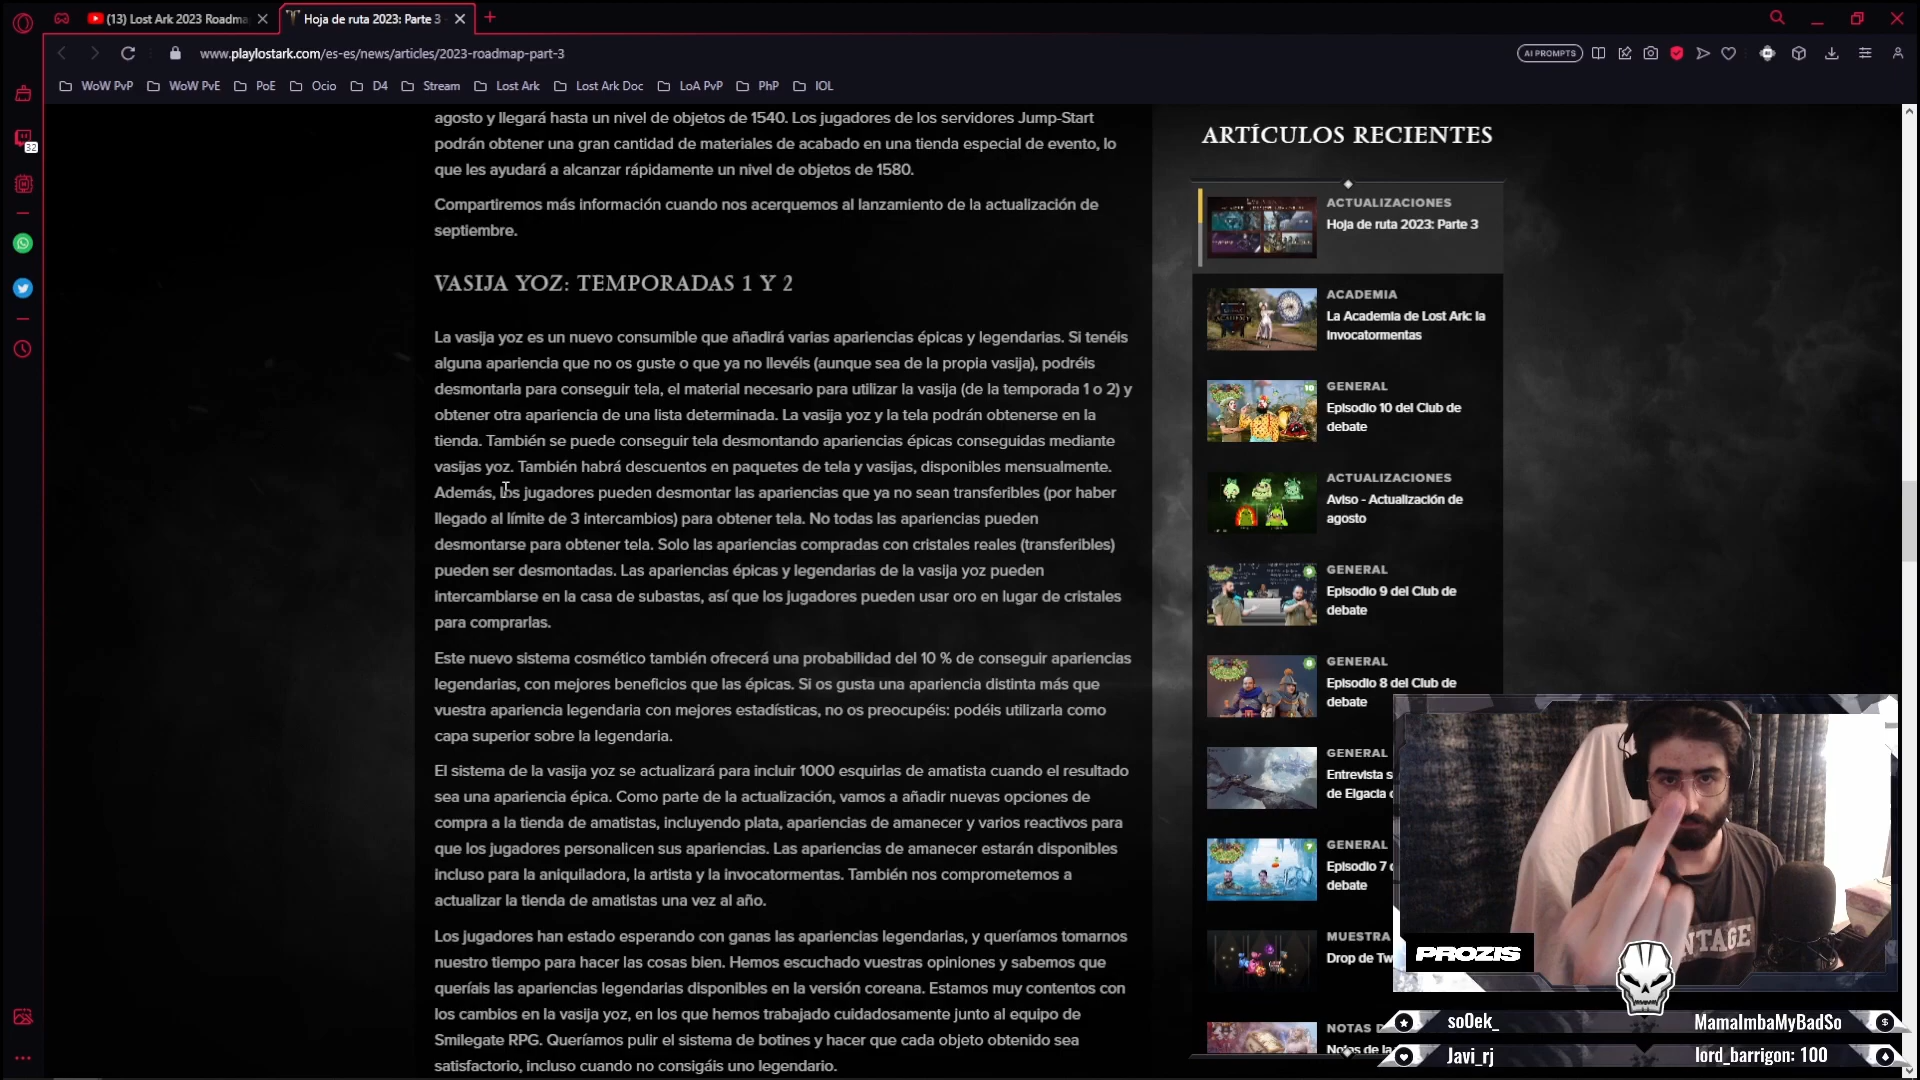 (13) Lost Ark 2023 Roadma
Hoja de ruta 2023: Parte 3
www.playlostark.com/es-es/news/articles/2023-roadmap-part-3
AI PROMPTS
WoW PvP
WoW PvE
PoE
Ocio
D4
Stream
Lost Ark
Lost Ark Doc
LoA PvP
PhP
IOL
32
agosto y llegará hasta un nivel de objetos de 1540. Los jugadores de los servidores Jump-Start
podrán obtener una gran cantidad de materiales de acabado en una tienda especial de evento, lo
que les ayudará a alcanzar rápidamente un nivel de objetos de 1580.
Compartiremos más información cuando nos acerquemos al lanzamiento de la actualización de
septiembre.
VASIJA YOZ: TEMPORADAS 1 Y 2
La vasija yoz es un nuevo consumible que añadirá varias apariencias épicas y legendarias. Si tenéis
alguna apariencia que no os guste o que ya no llevéis (aunque sea de la propia vasija), podréis
desmontarla para conseguir tela, el material necesario para utilizar la vasija (de la temporada 1 o 2) y
obtener otra apariencia de una lista determinada. La vasija yoz y la tela podrán obtenerse en la
tienda. También se puede conseguir tela desmontando apariencias épicas conseguidas mediante
vasijas yoz. También habrá descuentos en paquetes de tela y vasijas, disponibles mensualmente.
Además, los jugadores pueden desmontar las apariencias que ya no sean transferibles (por haber
llegado al límite de 3 intercambios) para obtener tela. No todas las apariencias pueden
desmontarse para obtener tela. Solo las apariencias compradas con cristales reales (transferibles)
pueden ser desmontadas. Las apariencias épicas y legendarias de la vasija yoz pueden
intercambiarse en la casa de subastas, así que los jugadores pueden usar oro en lugar de cristales
para comprarlas.
Este nuevo sistema cosmético también ofrecerá una probabilidad del 10 % de conseguir apariencias
legendarias, con mejores beneficios que las épicas. Si os gusta una apariencia distinta más que
vuestra apariencia legendaria con mejores estadísticas, no os preocupéis: podéis utilizarla como
capa superior sobre la legendaria.
El sistema de la vasija yoz se actualizará para incluir 1000 esquirlas de amatista cuando el resultado
sea una apariencia épica. Como parte de la actualización, vamos a añadir nuevas opciones de
compra a la tienda de amatistas, incluyendo plata, apariencias de amanecer y varios reactivos para
que los jugadores personalicen sus apariencias. Las apariencias de amanecer estarán disponibles
incluso para la aniquiladora, la artista y la invocatormentas. También nos comprometemos a
actualizar la tienda de amatistas una vez al año.
Los jugadores han estado esperando con ganas las apariencias legendarias, y queríamos tomarnos
nuestro tiempo para hacer las cosas bien. Hemos escuchado vuestras opiniones y sabemos que
queríais las apariencias legendarias disponibles en la versión coreana. Estamos muy contentos con
los cambios en la vasija yoz, en los que hemos trabajado cuidadosamente junto al equipo de
Smilegate RPG. Queríamos pulir el sistema de botines y hacer que cada objeto obtenido sea
satisfactorio, incluso cuando no consigáis uno legendario.
ARTÍCULOS RECIENTES
ACTUALIZACIONES
Hoja de ruta 2023: Parte 3
ACADEMIA
La Academia de Lost Ark: la
Invocatormentas
GENERAL
Episodio 10 del Club de
debate
ACTUALIZACIONES
Aviso - Actualización de
agosto
GENERAL
Episodio 9 del Club de
debate
GENERAL
Episodio 8 del Club de
debate
GENERAL
Entrevista s
de Elgacia
GENERAL
Episodio 7
debate
MUESTRA
Drop de Tw
NOTAS D
Notas de la
PROZIS
NTAGE
so0ek_
MamaImbaMyBadSo
Javi_rj
lord_barrigon: 100